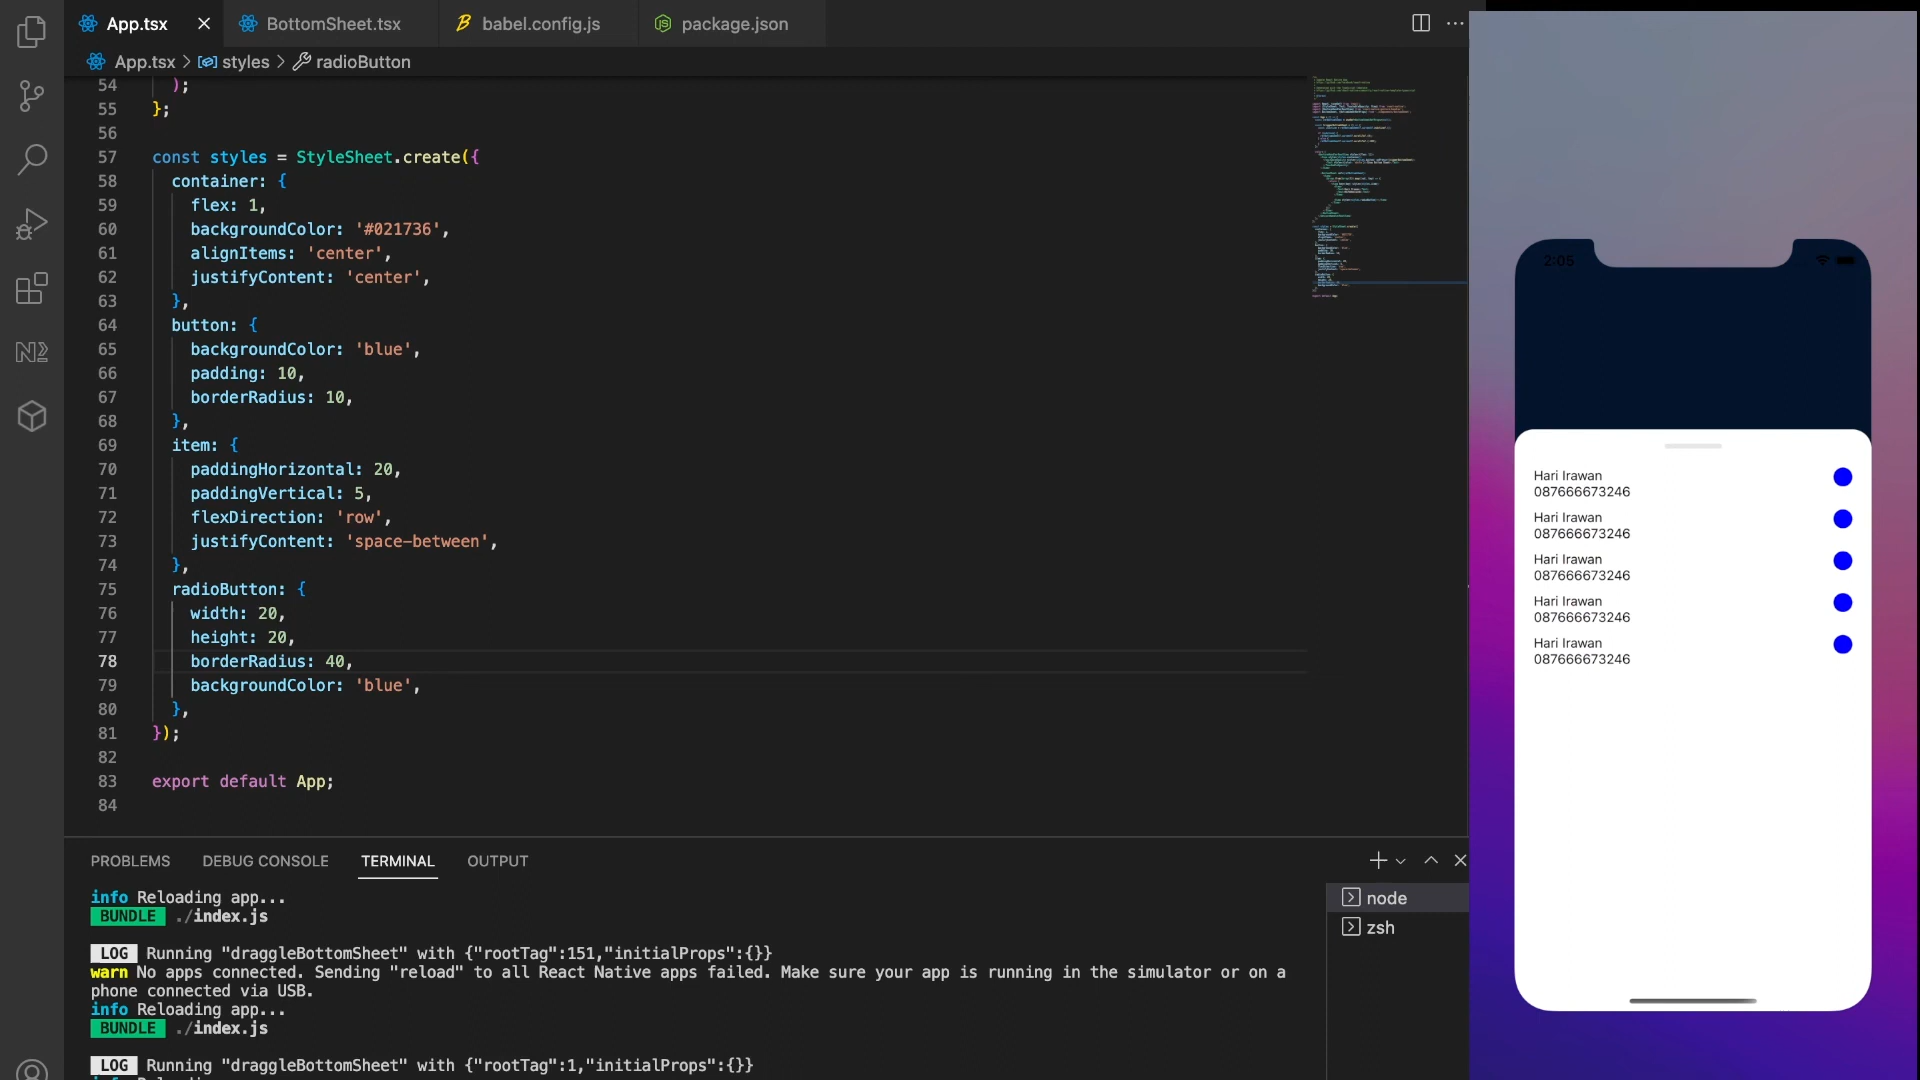 App.tsx
BottomSheet.tsx
babel.config.js
package.json
App.tsx > styles > radioButton
54 );
55 };
56
57 const styles = StyleSheet.create({
58 container: {
59 flex: 1,
60 backgroundColor: '#021736',
61 alignItems: 'center',
62 justifyContent: 'center',
63 },
64 button: {
65 backgroundColor: 'blue',
66 padding: 10,
67 borderRadius: 10,
68 },
69 item: {
70 paddingHorizontal: 20,
71 paddingVertical: 5,
72 flexDirection: 'row',
73 justifyContent: 'space-between',
74 },
75 radioButton: {
76 width: 20,
77 height: 20,
78 borderRadius: 40,
79 backgroundColor: 'blue',
80 },
81 });
82
83 export default App;
84
PROBLEMS
DEBUG CONSOLE
TERMINAL
OUTPUT
info Reloading app...
BUNDLE ./index.js
LOG Running "draggleBottomSheet" with {"rootTag":151,"initialProps":{}}
warn No apps connected. Sending "reload" to all React Native apps failed. Make sure your app is running in the simulator or on a
phone connected via USB.
info Reloading app...
BUNDLE ./index.js
LOG Running "draggleBottomSheet" with {"rootTag":1,"initialProps":{}}
node
zsh
2:05
Hari Irawan
087666673246
Hari Irawan
087666673246
Hari Irawan
087666673246
Hari Irawan
087666673246
Hari Irawan
087666673246